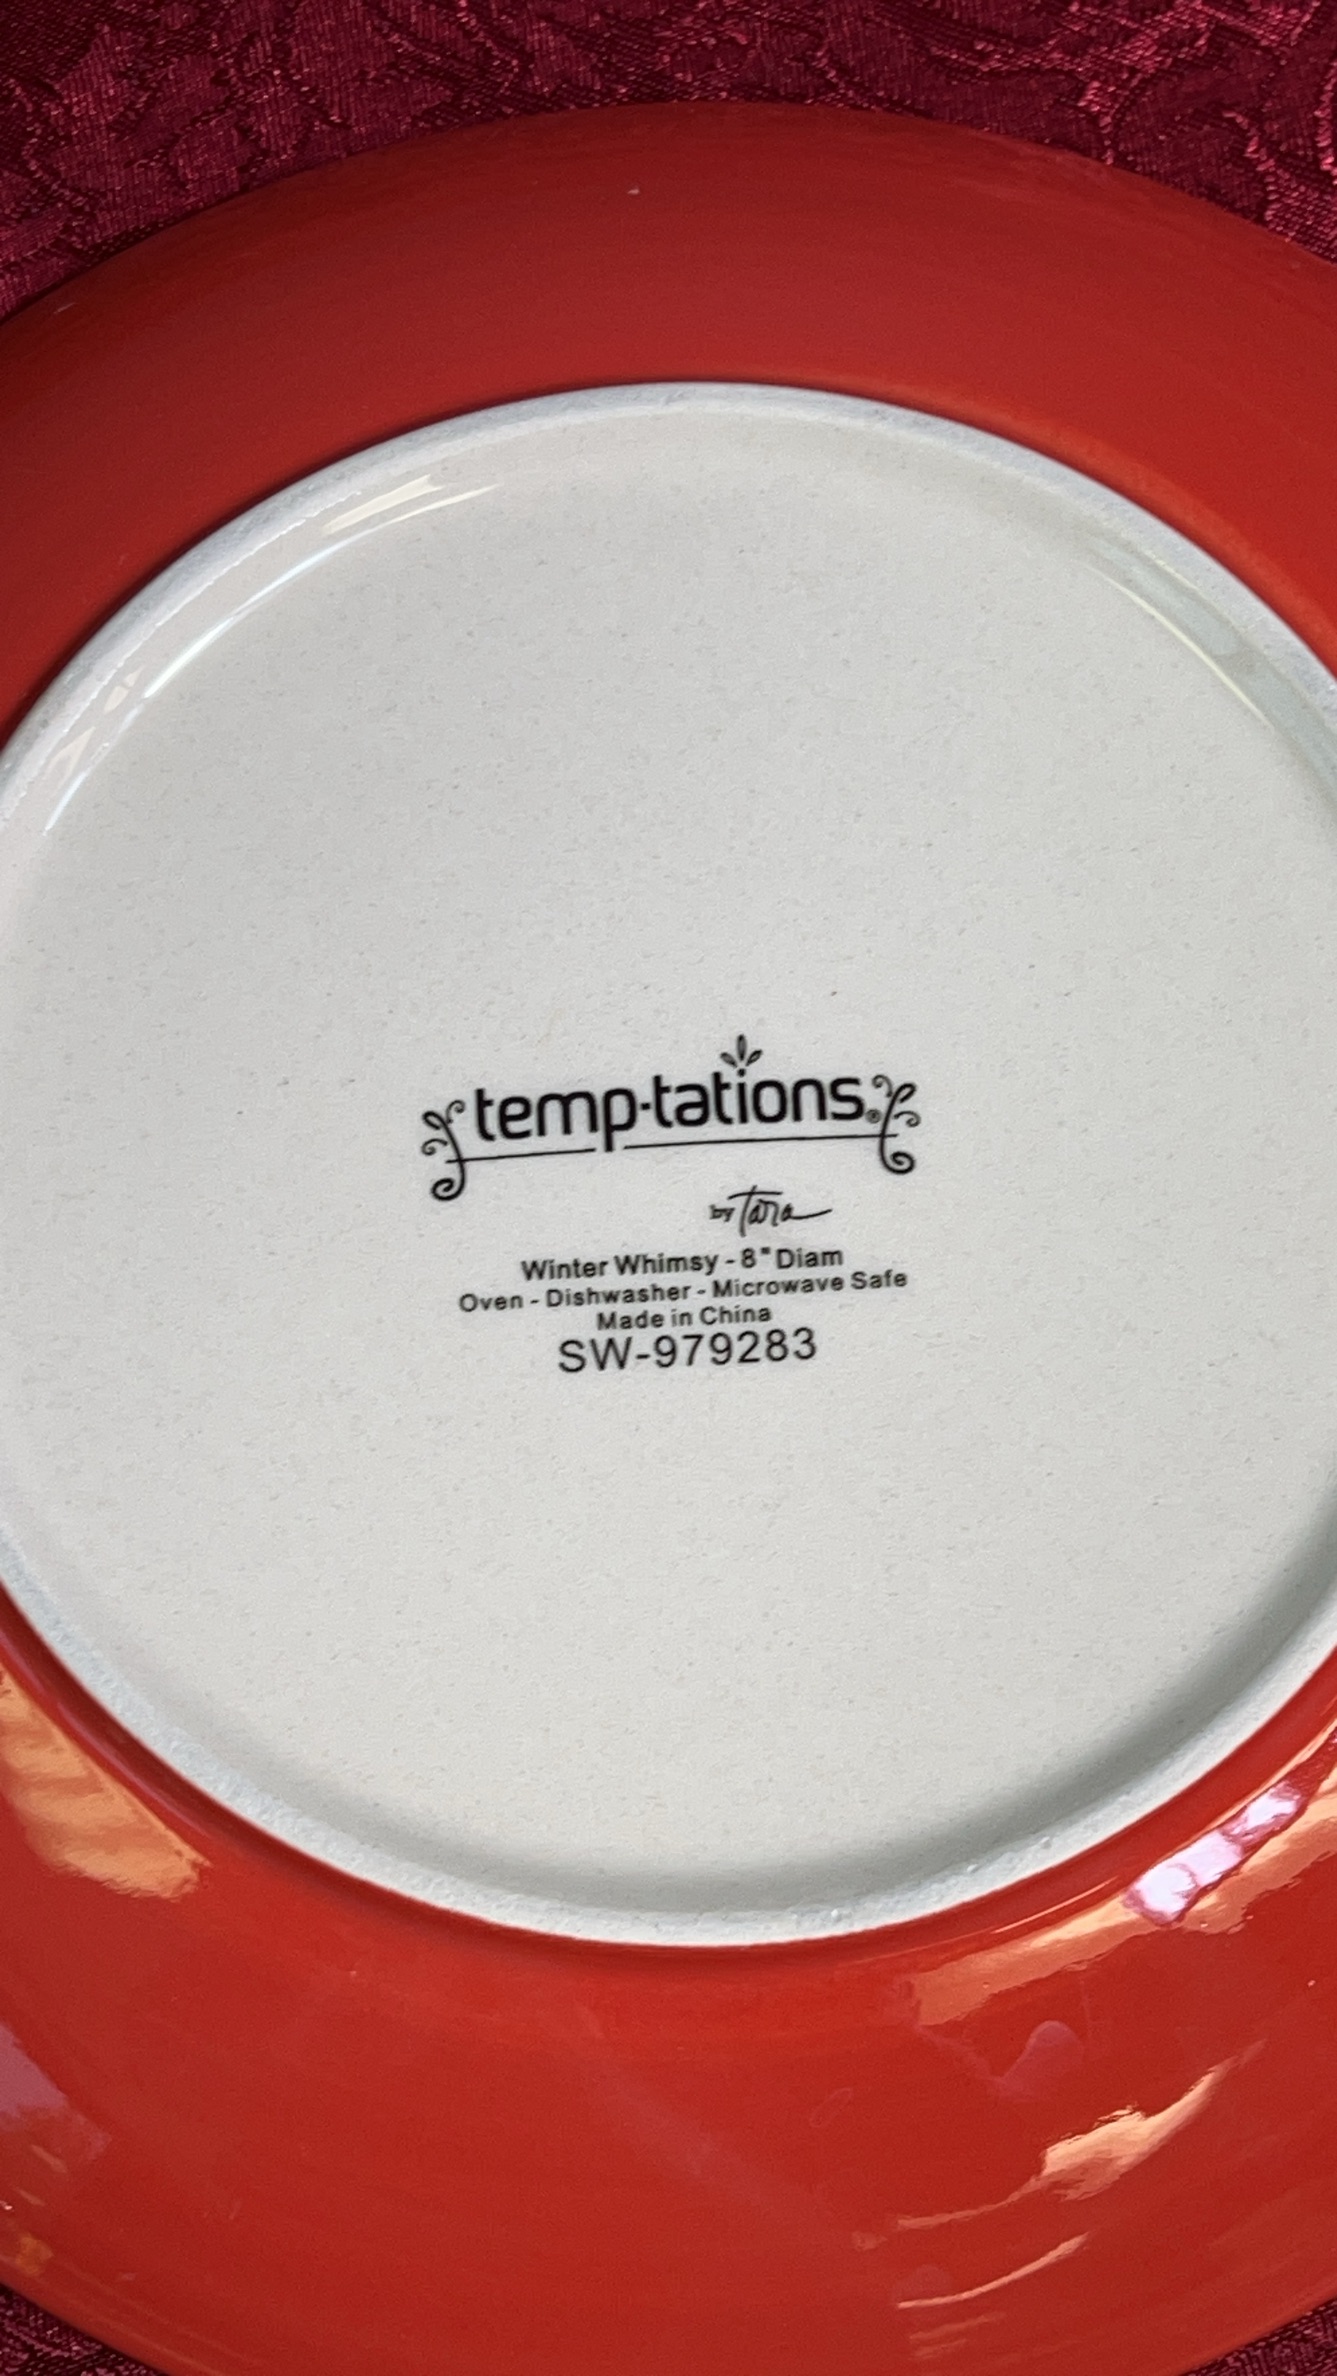 temp-tations®
by Tara
Winter Whimsy - 8" Diam
Oven - Dishwasher - Microwave Safe
Made in China
SW-979283